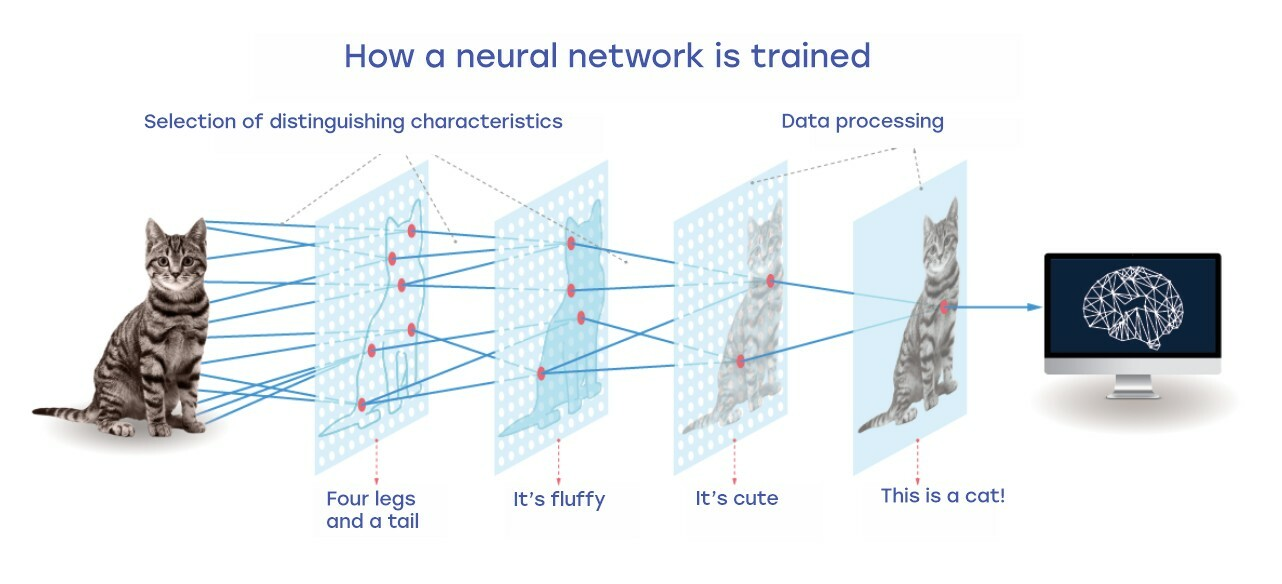 How a neural network is trained
Selection of distinguishing characteristics
Data processing
Four legs
and a tail
It's fluffy
It's cute
This is a cat!